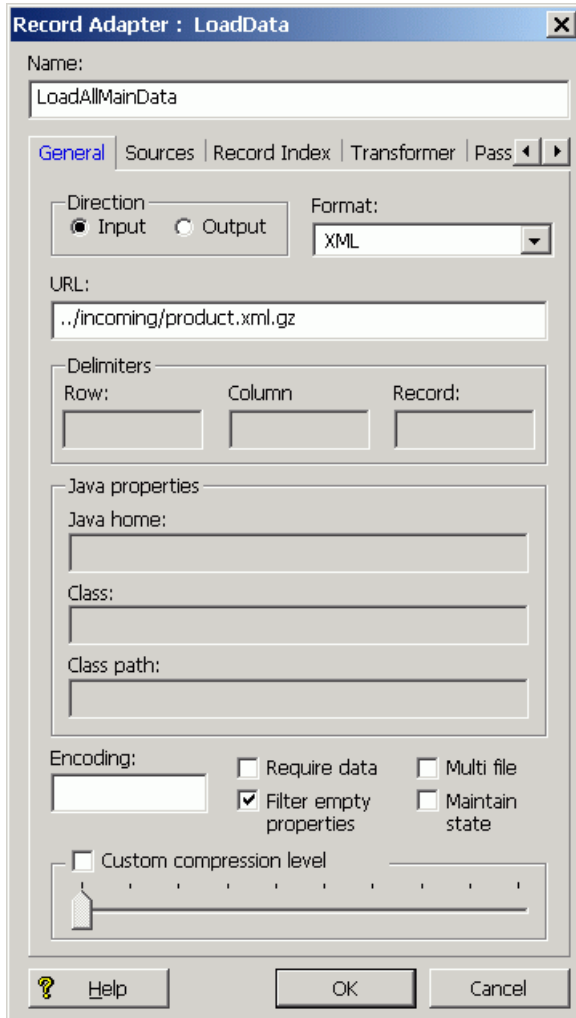 Record Adapter : LoadData
Name:
LoadAllMainData
General Sources Record Index Transformer Pass
Direction
Input Output
Format:
XML
URL:
../incoming/product.xml.gz
Delimiters
Row: Column Record:
Java properties
Java home:
Class:
Class path:
Encoding:
Require data Multi file
Filter empty properties
Maintain state
Custom compression level
Help OK Cancel